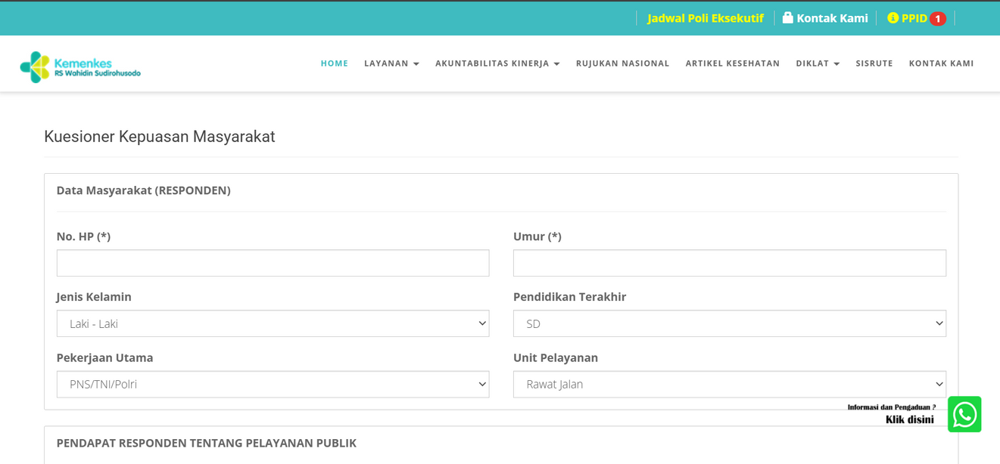 Jadwal Poli Eksekutif Kontak Kami PPID 1
Kemenkes
RS Wahidin Sudirohusodo
HOME LAYANAN AKUNTABILITAS KINERJA RUJUKAN NASIONAL ARTIKEL KESEHATAN DIKLAT SISRUTE KONTAK KAMI
Kuesioner Kepuasan Masyarakat
Data Masyarakat (RESPONDEN)
No. HP (*) Umur (*)
Jenis Kelamin Pendidikan Terakhir
Laki - Laki SD
Pekerjaan Utama Unit Pelayanan
PNS/TNI/Polri Rawat Jalan
Informasi dan Pengaduan ?
Klik disini
PENDAPAT RESPONDEN TENTANG PELAYANAN PUBLIK